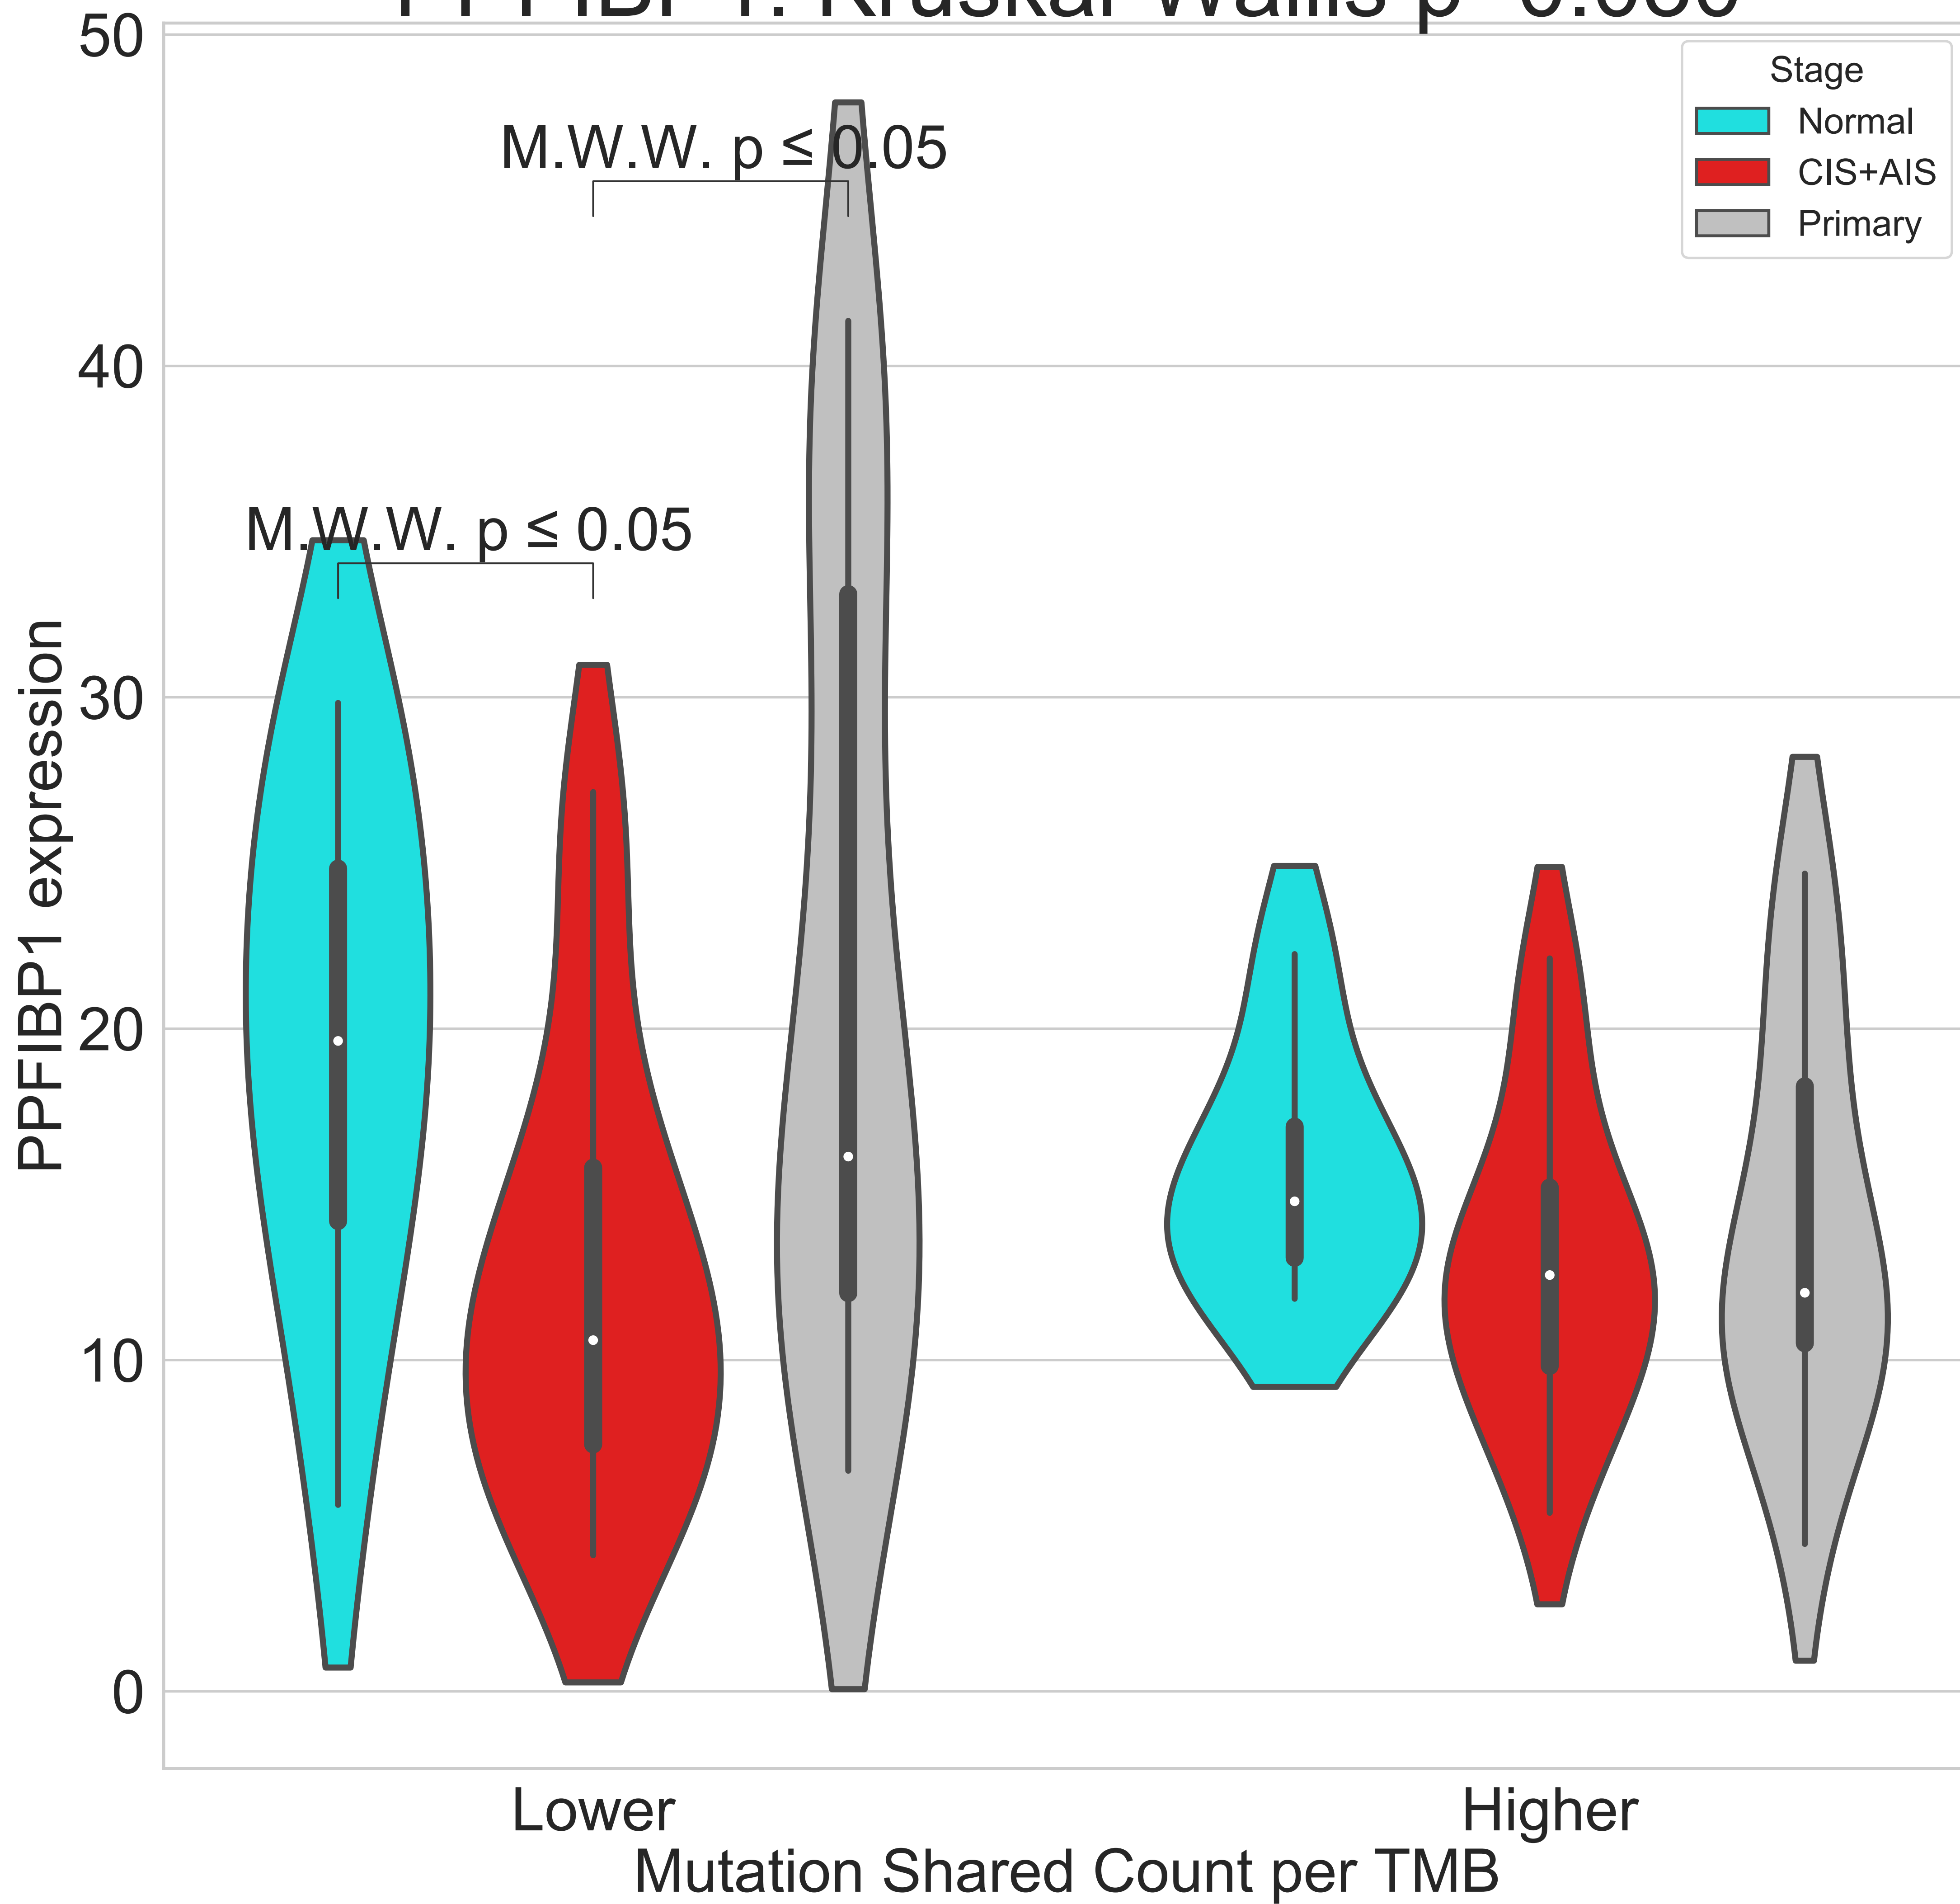 50
Stage
Normal
CIS+AIS
Primary
M.W.W. p ≤ 0.05
40
M.W.W. p ≤ 0.05
30
PPFIBP1 expression
20
10
0
Lower
Higher
Mutation Shared Count per TMB